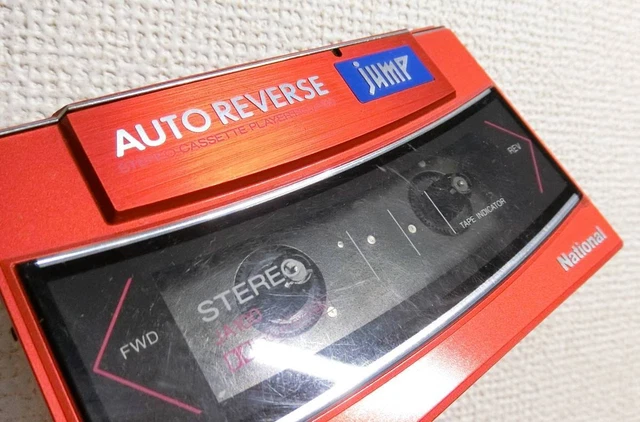 jump
AUTO REVERSE
STEREO CASSETTE PLAYER
REV
TAPE INDICATOR
National
STEREO
FWD